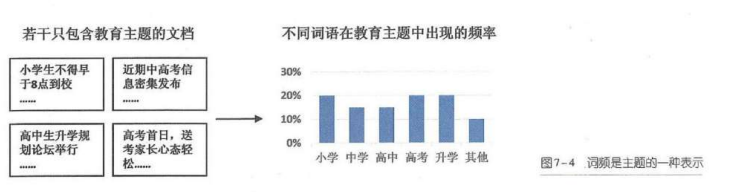 若干只包含教育主题的文档
小学生不得早
于8点到校
......
近期中高考信
息密集发布
......
高中生升学规
划论坛举行
......
高考首日，送
考家长心态轻
松......
不同词语在教育主题中出现的频率
30%
20%
10%
0%
小学 中学 高中 高考 升学 其他
图7-4 词频是主题的一种表示